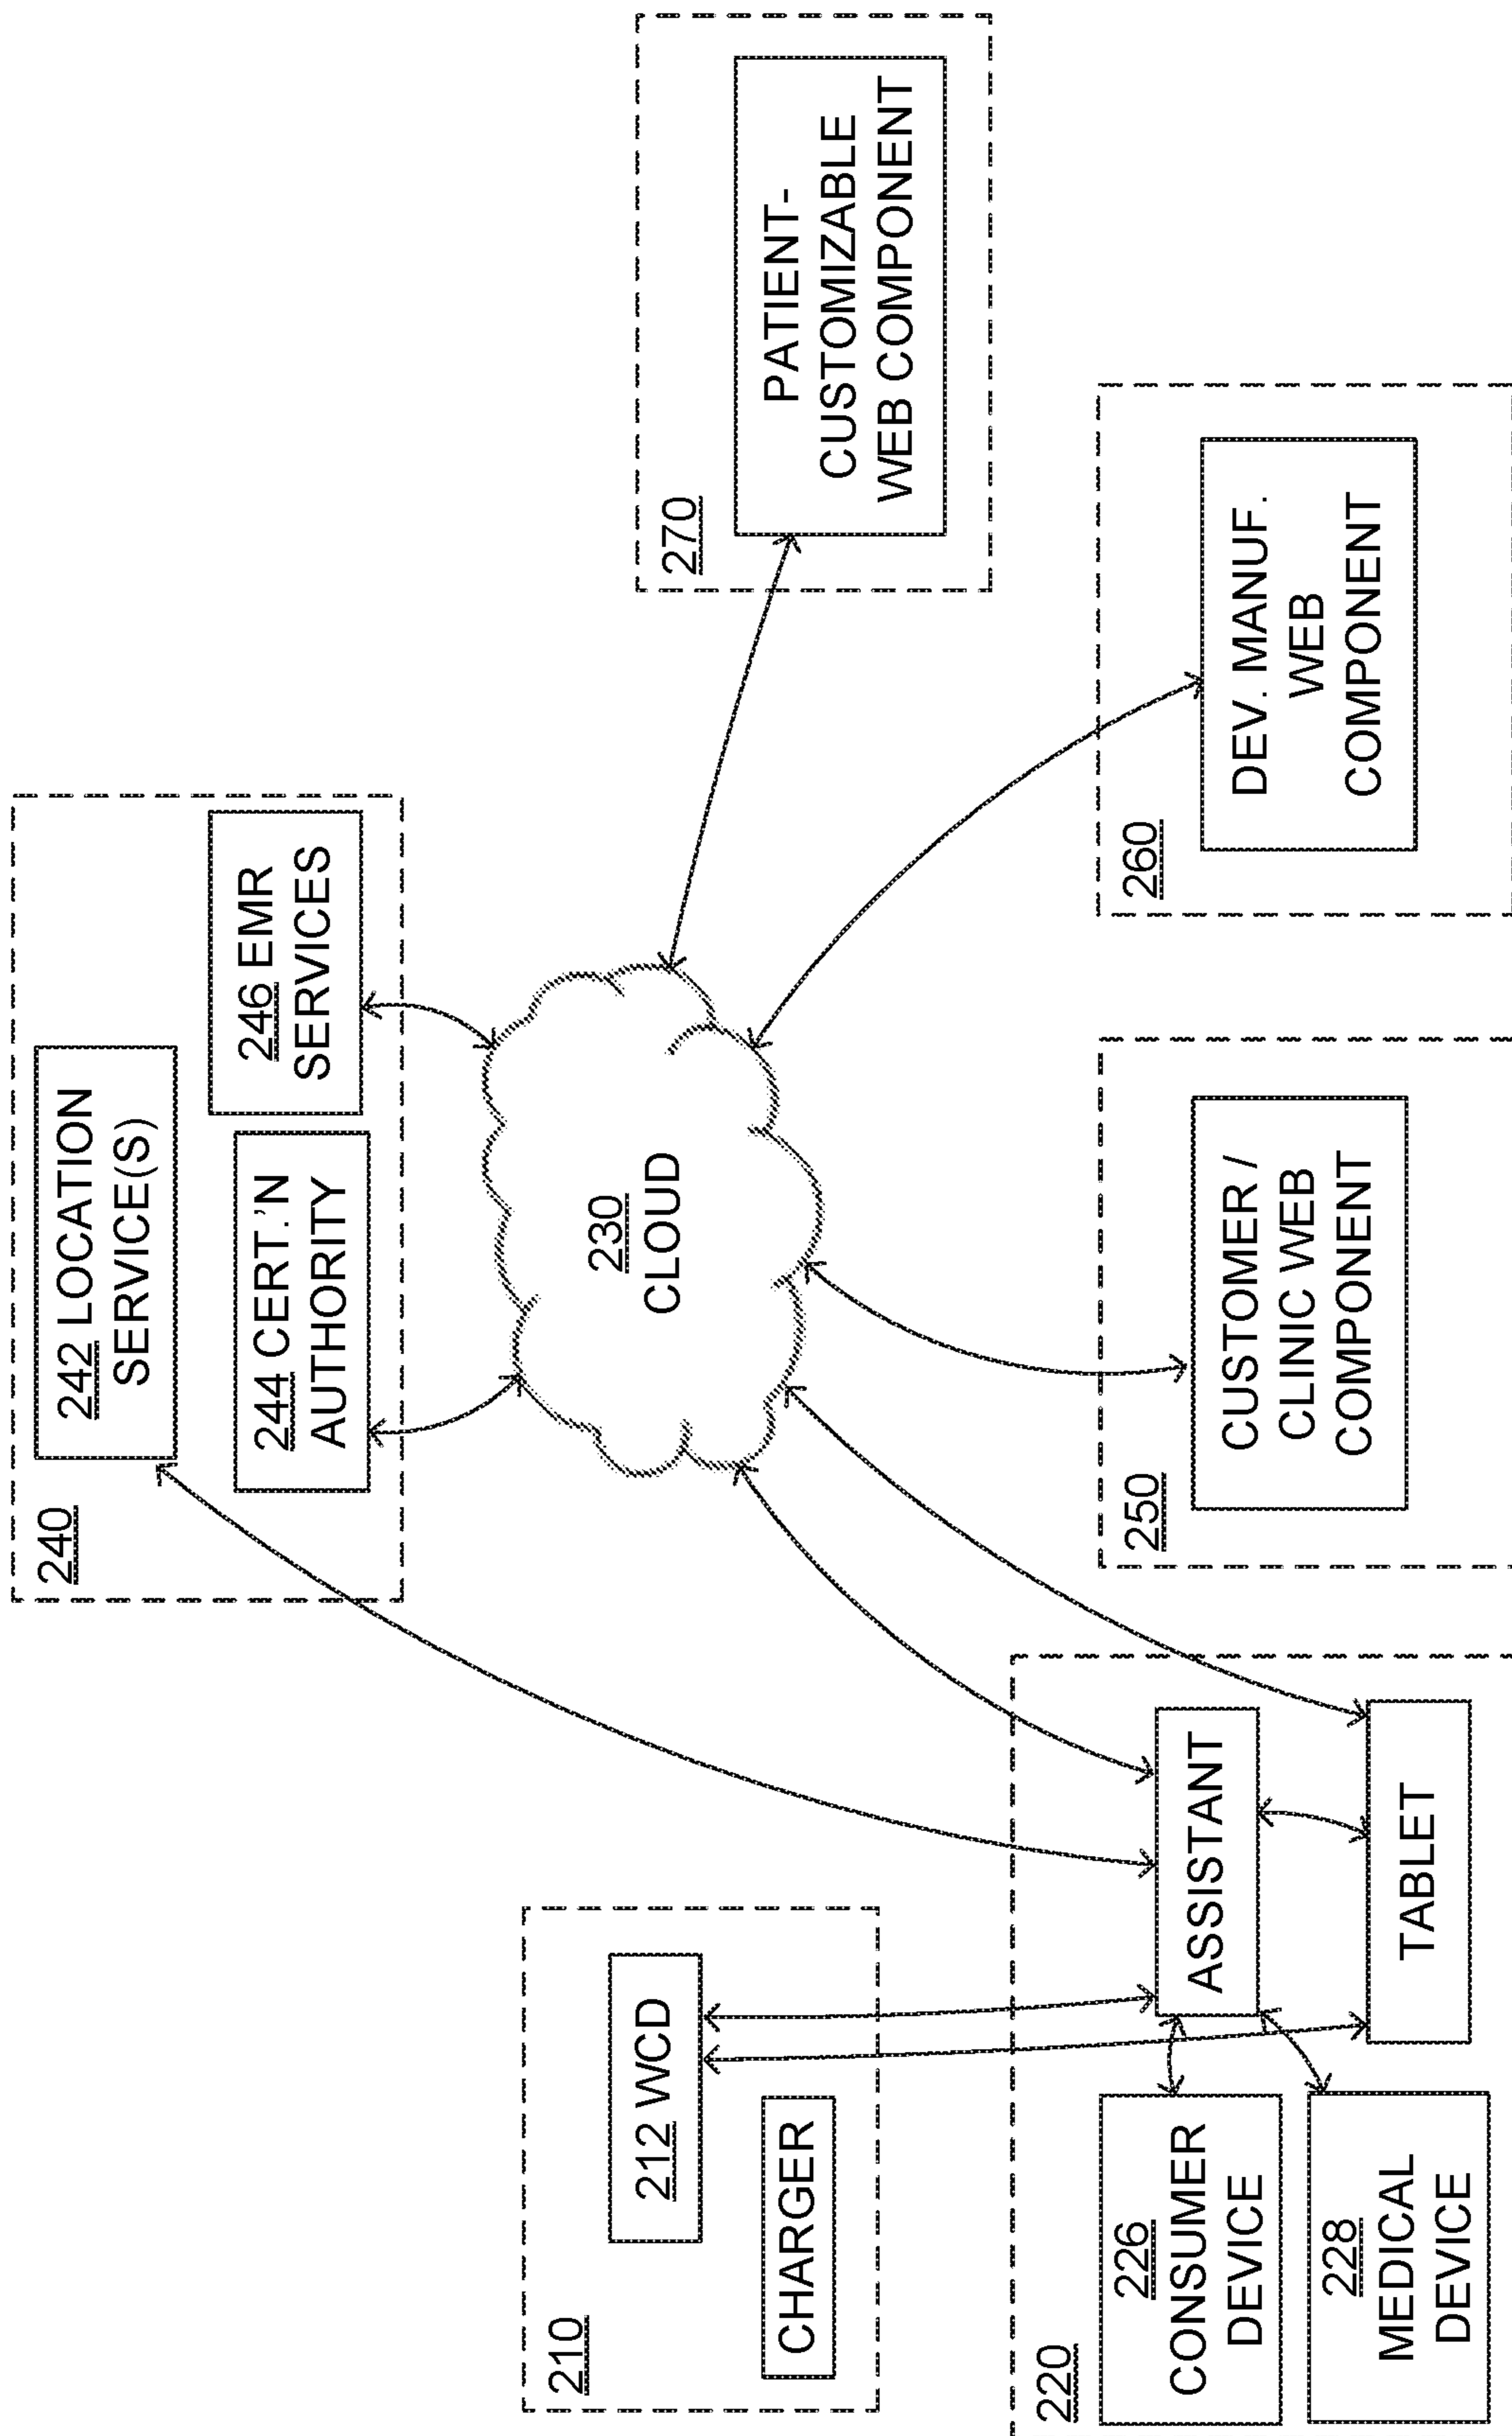 240
242 LOCATION
SERVICE(S)
244 CERT.'N
AUTHORITY
246 EMR
SERVICES
210
212 WCD
CHARGER
230
CLOUD
270
PATIENT-
CUSTOMIZABLE
WEB COMPONENT
220
226
CONSUMER
DEVICE
228
MEDICAL
DEVICE
ASSISTANT
TABLET
250
CUSTOMER /
CLINIC WEB
COMPONENT
260
DEV. MANUF.
WEB
COMPONENT